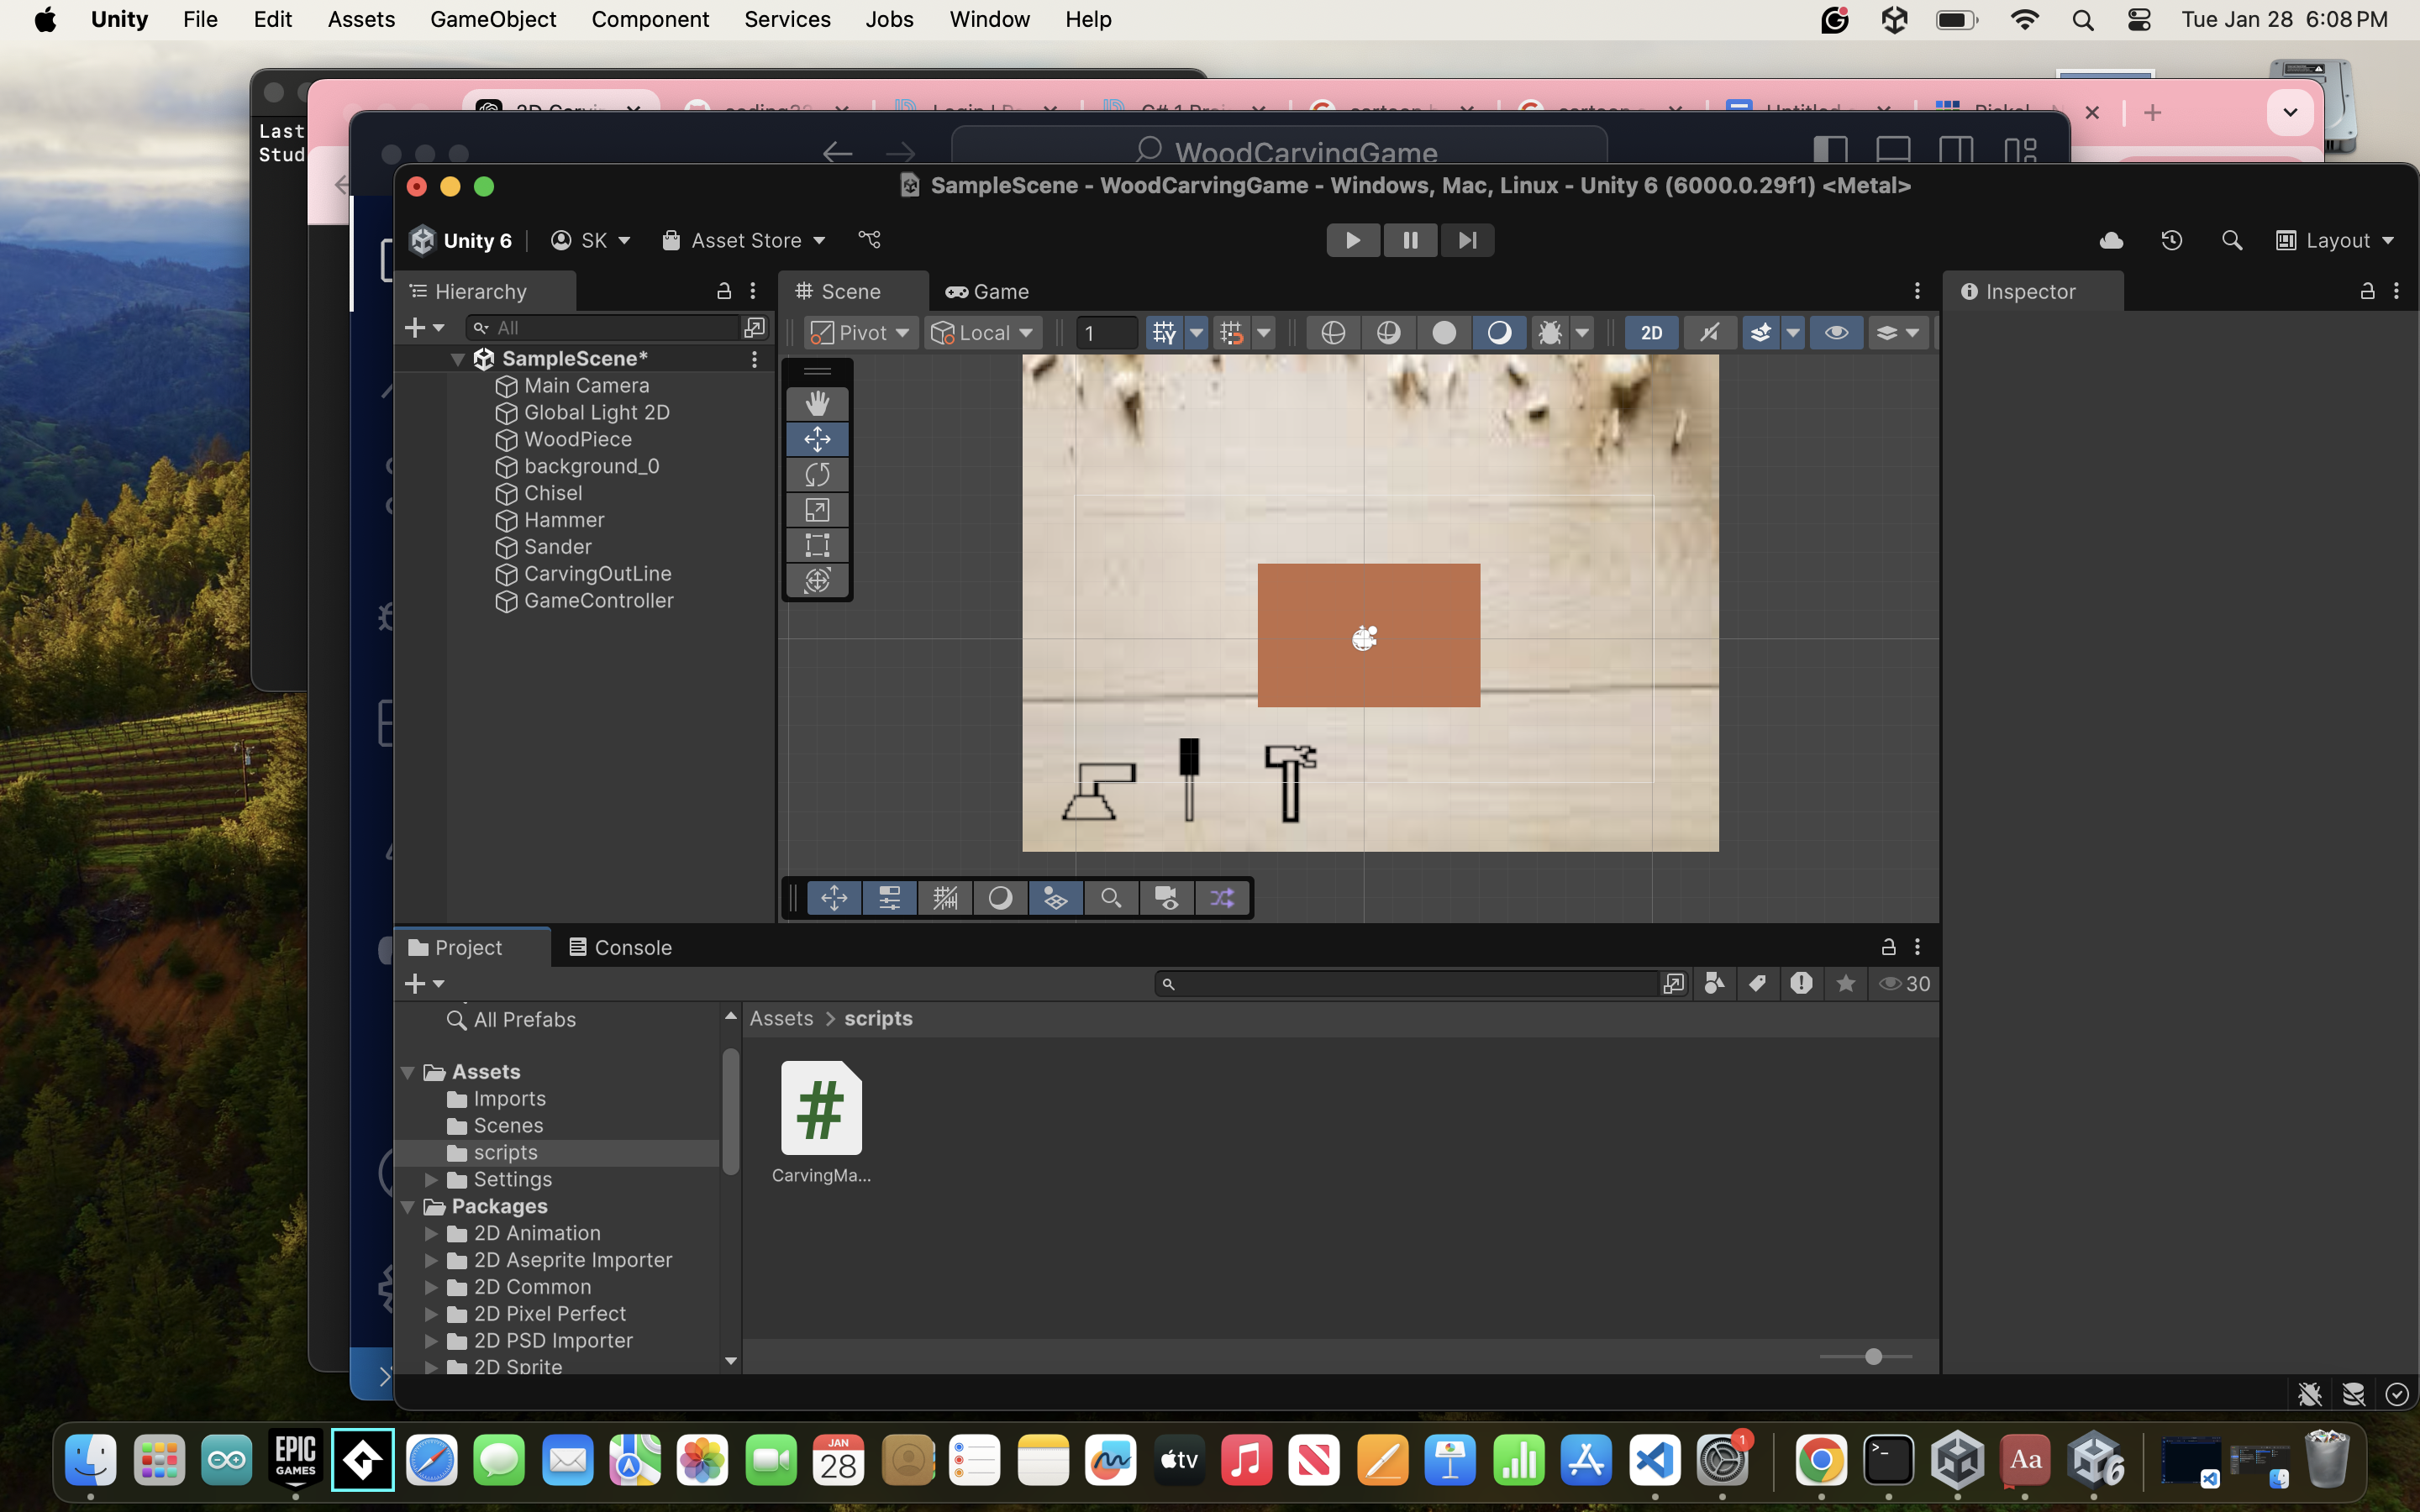 Unity File Edit Assets GameObject Component Services Jobs Window Help Tue Jan 28 6:08 PM
Last
Stud
WoodCarvingGame
SampleScene - WoodCarvingGame - Windows, Mac, Linux - Unity 6 (6000.0.29f1) <Metal>
Unity 6 SK Asset Store Layout
Hierarchy
All
SampleScene*
Main Camera
Global Light 2D
WoodPiece
background_0
Chisel
Hammer
Sander
CarvingOutLine
GameController
Scene Game
Pivot Local 1 2D
Inspector
Project Console
30
All Prefabs
Assets
Imports
Scenes
scripts
Settings
Packages
2D Animation
2D Aseprite Importer
2D Common
2D Pixel Perfect
2D PSD Importer
2D Sprite
Assets > scripts
#
CarvingMa...
EPIC
GAMES
JAN
28
tv
1
Aa
6